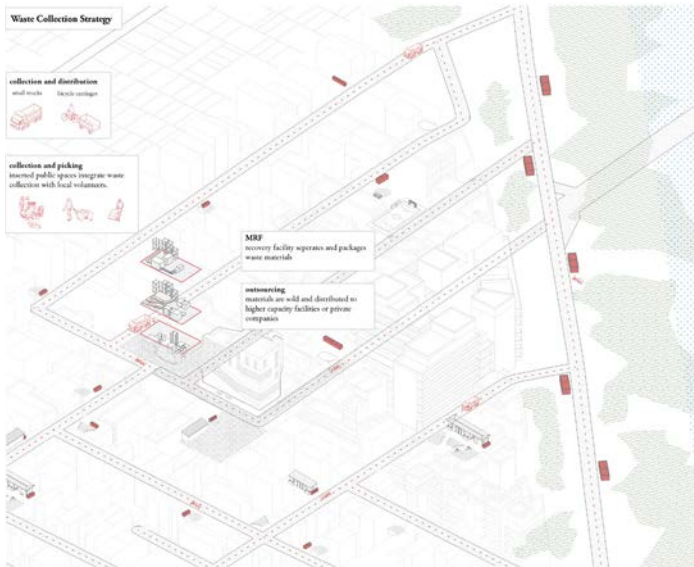 Waste Collection Strategy
collection and distribution
small trucks bicycle carriages
collection and picking
inserted public spaces integrate waste
collection with local volunteers.
MRF
recovery facility seperates and packages
waste materials
outsourcing
materials are sold and distributed to
higher capacity facilities or private
companies